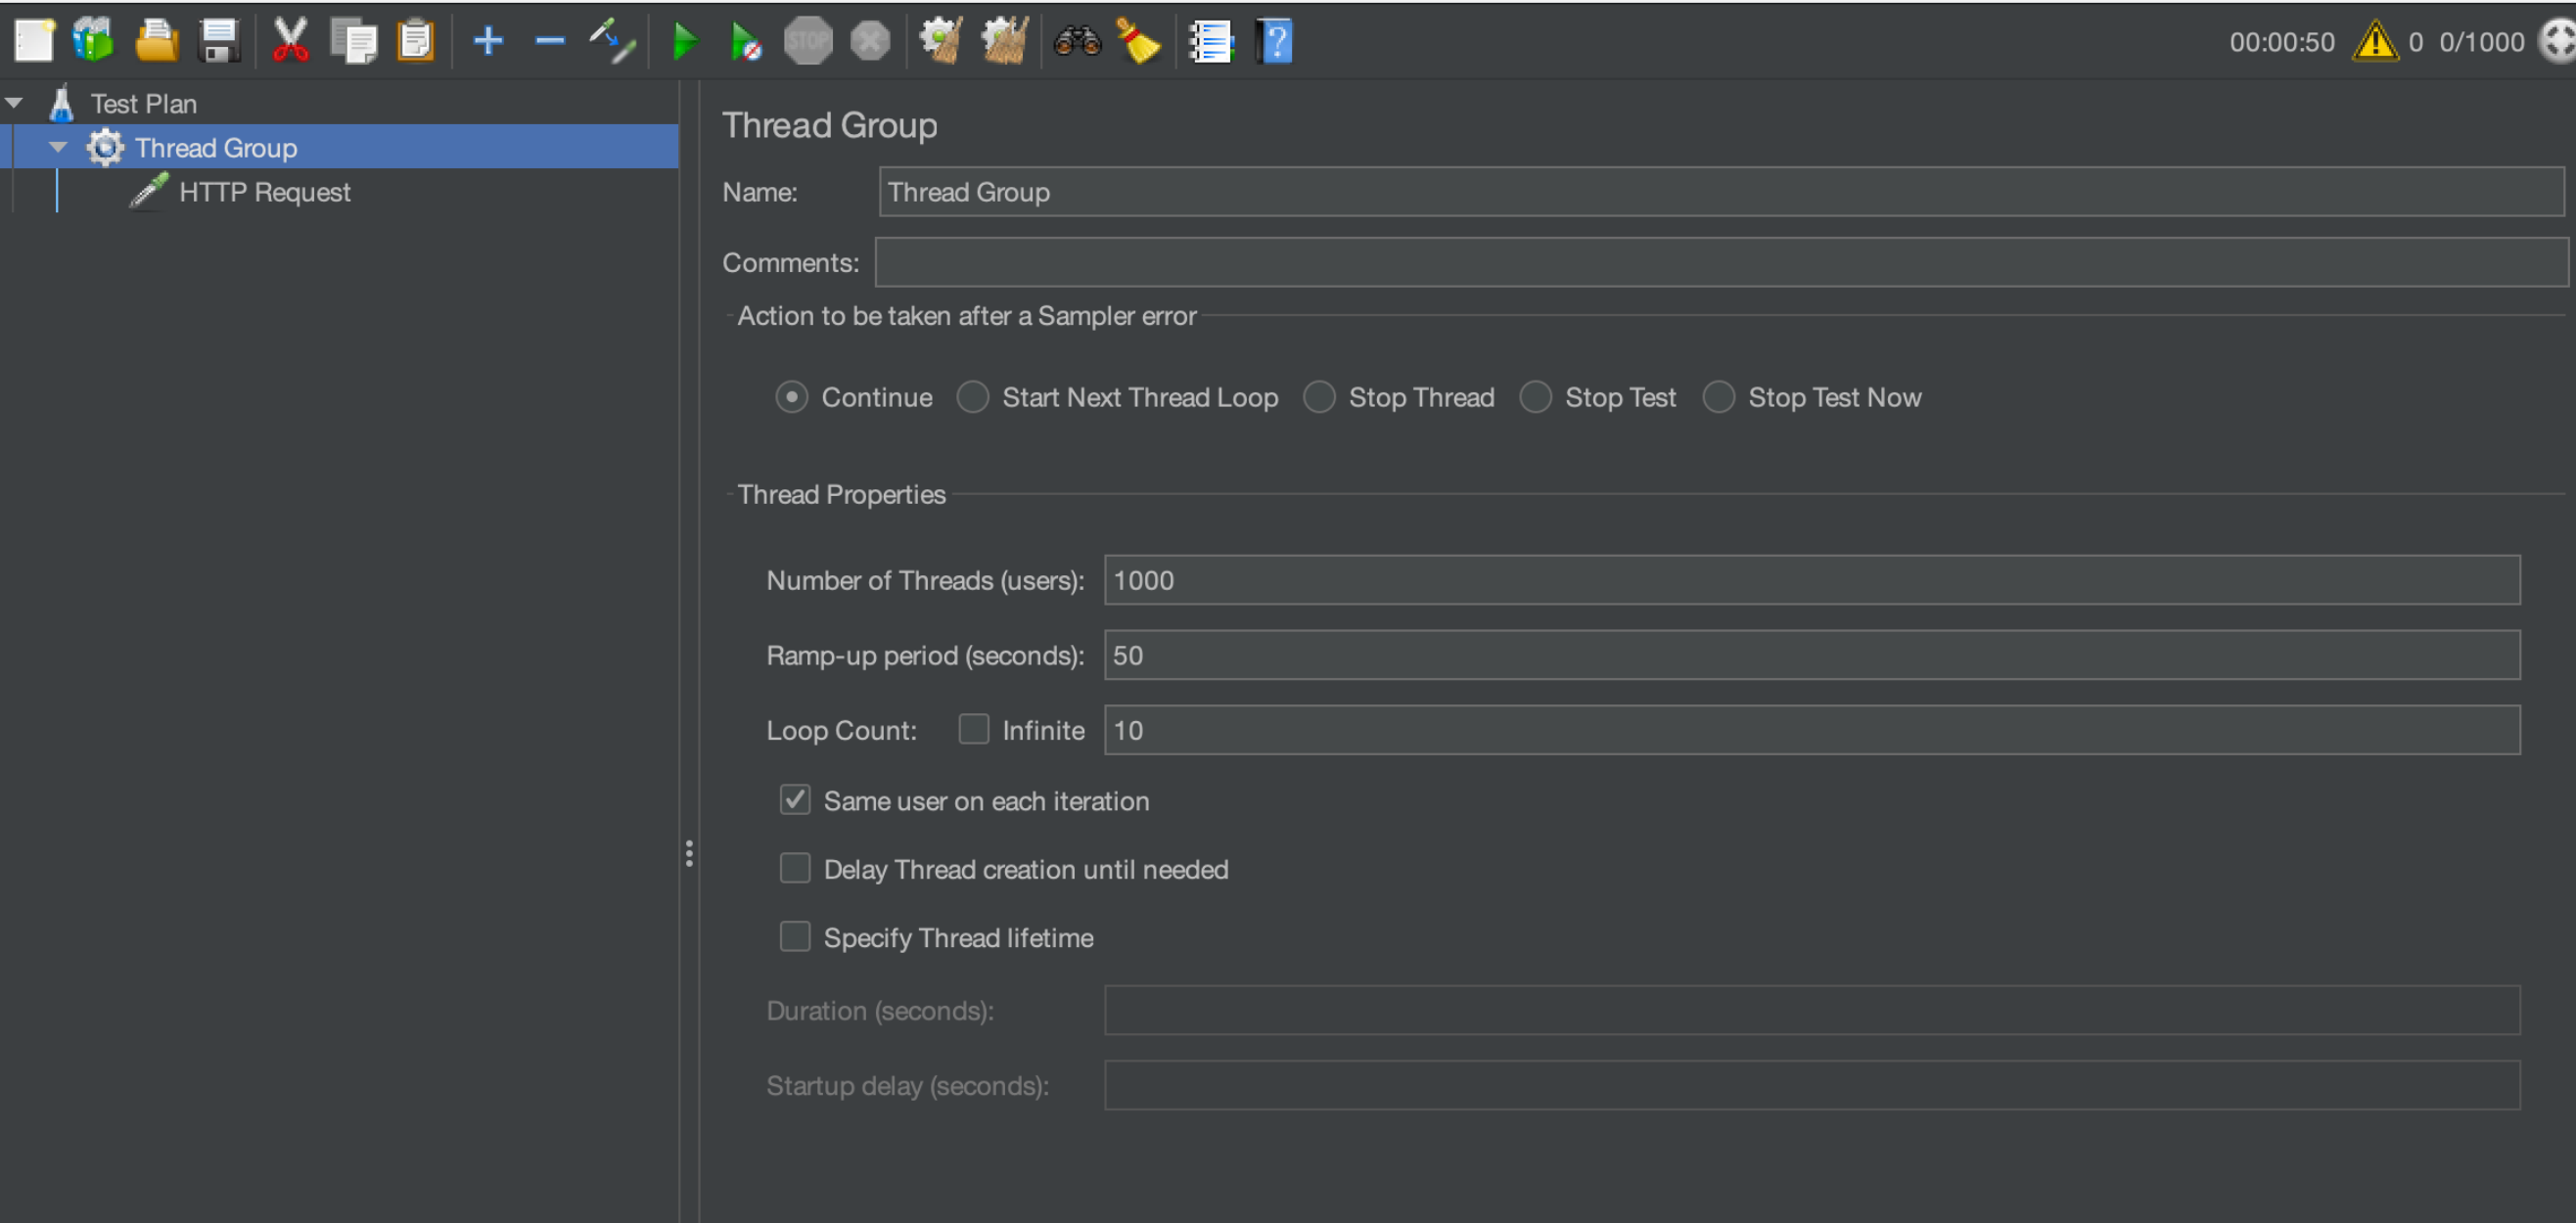 STOP
00:00:50 0 0/1000
Test Plan
Thread Group
HTTP Request
Thread Group
Name: Thread Group
Comments:
Action to be taken after a Sampler error
Continue Start Next Thread Loop Stop Thread Stop Test Stop Test Now
Thread Properties
Number of Threads (users): 1000
Ramp-up period (seconds): 50
Loop Count: Infinite 10
Same user on each iteration
Delay Thread creation until needed
Specify Thread lifetime
Duration (seconds):
Startup delay (seconds):